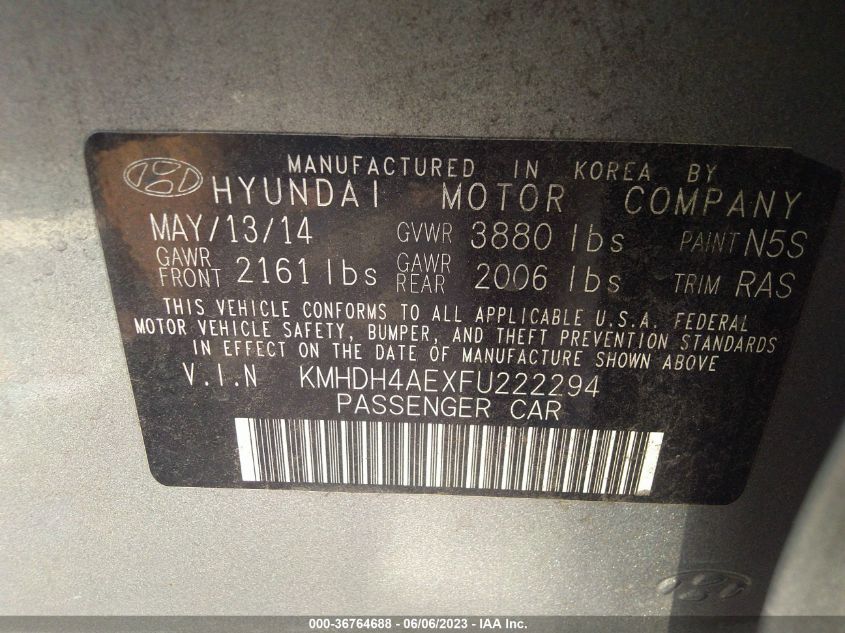 MANUFACTURED IN KOREA BY
HYUNDAI MOTOR COMPANY
MAY/13/14 GVWR 3880 lbs PAINT N5S
GAWR FRONT 2161 lbs GAWR REAR 2006 lbs TRIM RAS
THIS VEHICLE CONFORMS TO ALL APPLICABLE U.S.A. FEDERAL
MOTOR VEHICLE SAFETY, BUMPER, AND THEFT PREVENTION STANDARDS
IN EFFECT ON THE DATE OF MANUFACTURE SHOWN ABOVE
V.I.N KMHDH4AEXFU222294
PASSENGER CAR
000-36764688 - 06/06/2023 - IAA Inc.